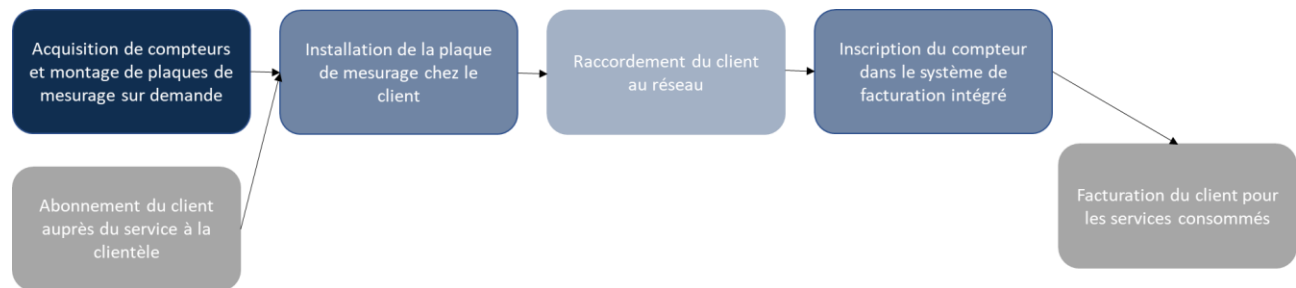 Acquisition de compteurs
et montage de plaques de
mesurage sur demande
Installation de la plaque
de mesurage chez le
client
Raccordement du client
au réseau
Inscription du compteur
dans le système de
facturation intégré
Abonnement du client
auprès du service à la
clientèle
Facturation du client pour
les services consommés